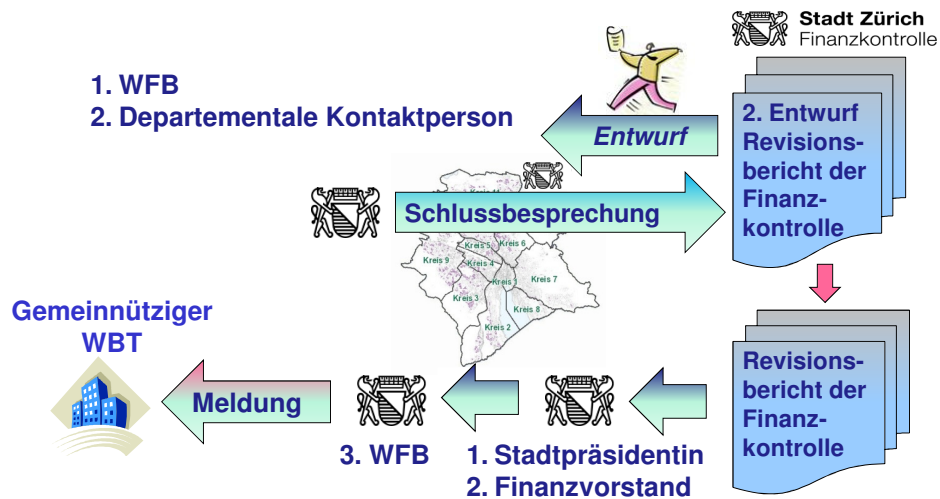 Stadt Zürich
Finanzkontrolle
1. WFB
2. Departementale Kontaktperson
Entwurf
2. Entwurf
Revisions-
bericht der
Finanz-
kontrolle
Schlussbesprechung
Kreis 5
Kreis 6
Kreis 9
Kreis 4
Kreis 1
Kreis 7
Kreis 3
Kreis 8
Kreis 2
Gemeinnütziger
WBT
Meldung
Revisions-
bericht der
Finanz-
kontrolle
3. WFB
1. Stadtpräsidentin
2. Finanzvorstand